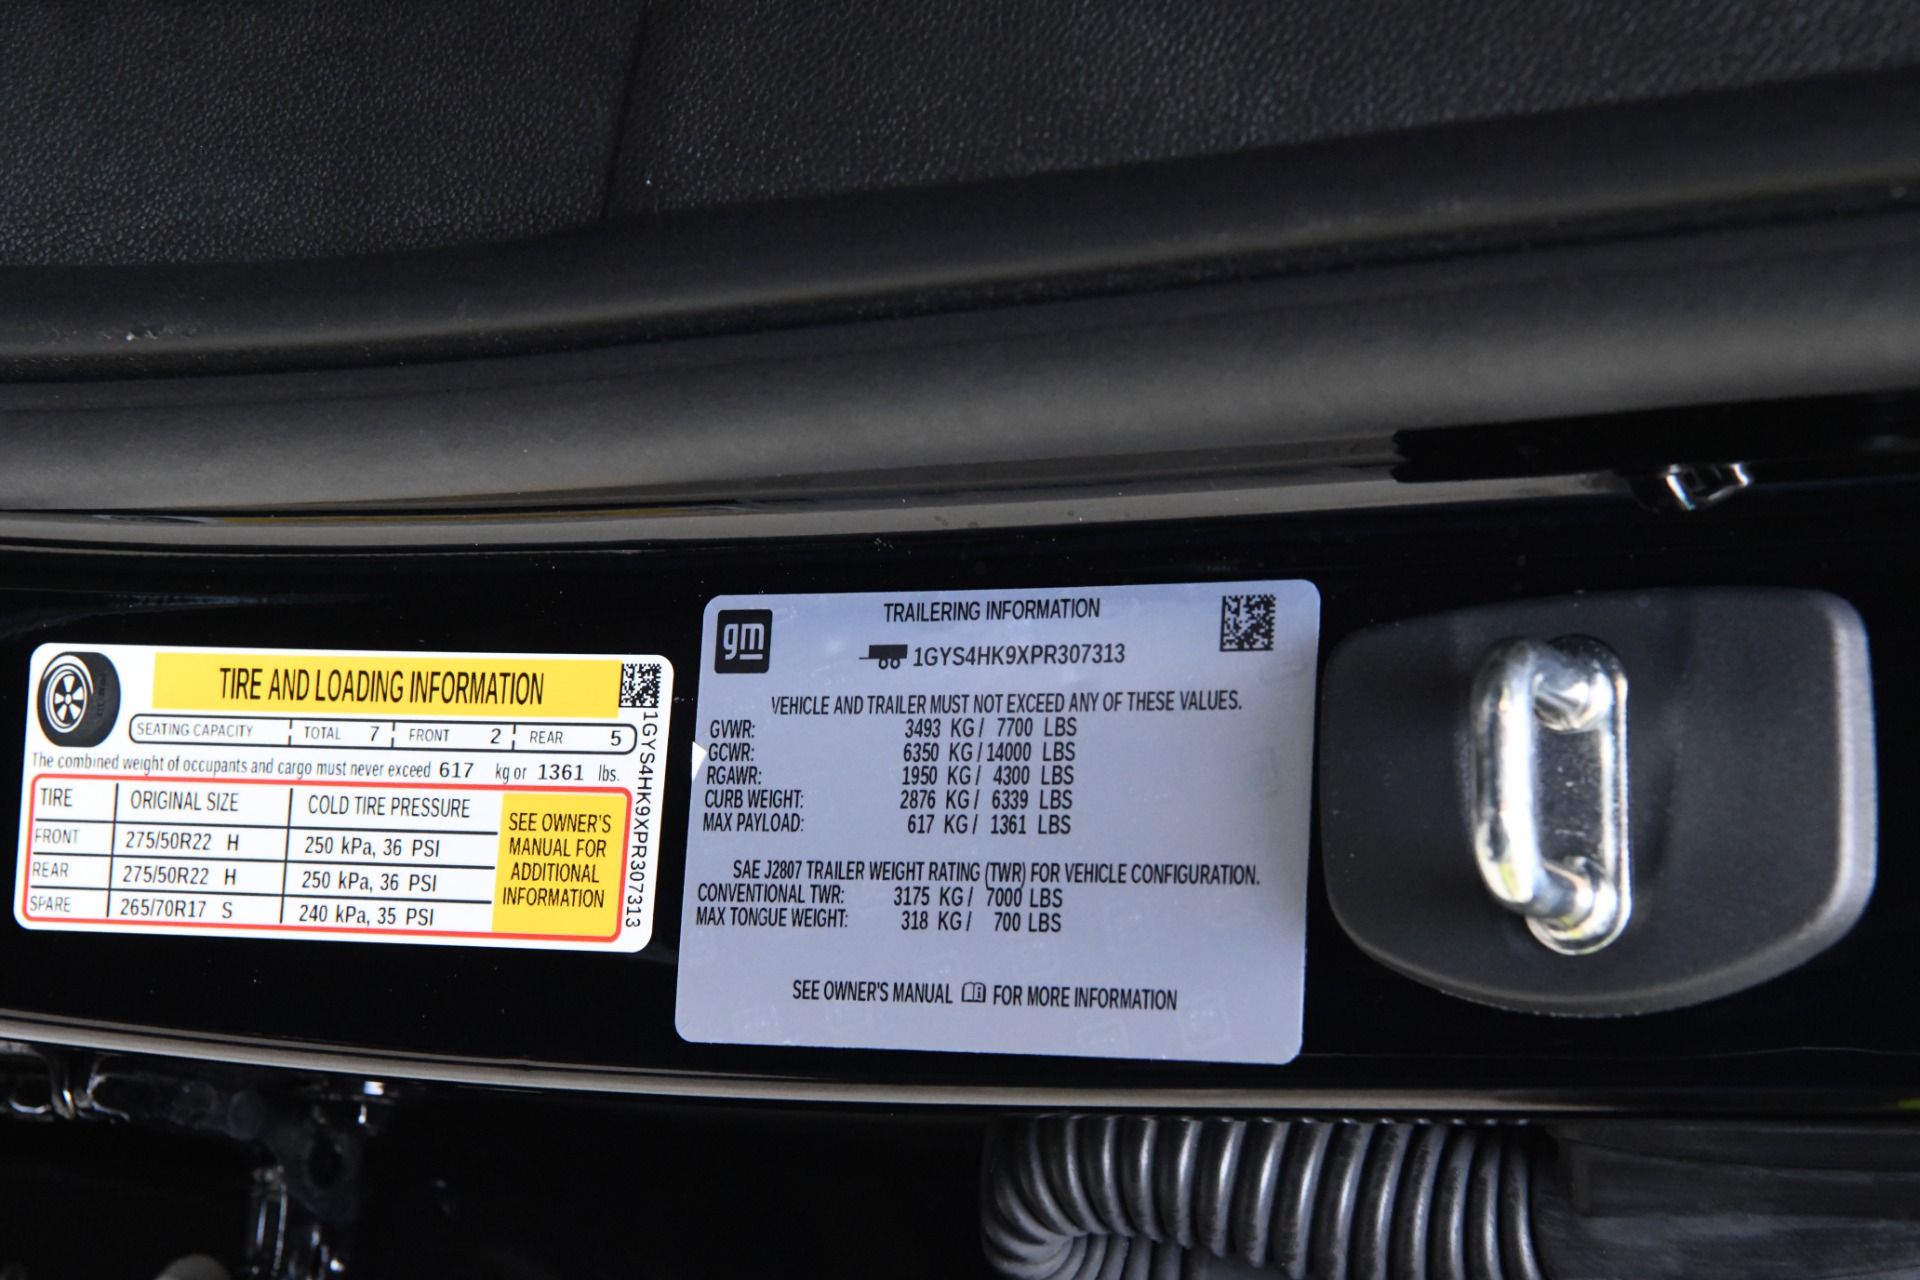 TIRE AND LOADING INFORMATION
SEATING CAPACITY TOTAL 7 FRONT 2 REAR 5
The combined weight of occupants and cargo must never exceed 617 kg or 1361 lbs.
TIRE ORIGINAL SIZE COLD TIRE PRESSURE
FRONT 275/50R22 H 250 kPa, 36 PSI
REAR 275/50R22 H 250 kPa, 36 PSI
SPARE 265/70R17 S 240 kPa, 35 PSI
SEE OWNER'S
MANUAL FOR
ADDITIONAL
INFORMATION
1GYS4HK9XPR307313
gm
TRAILERING INFORMATION
1GYS4HK9XPR307313
VEHICLE AND TRAILER MUST NOT EXCEED ANY OF THESE VALUES.
GVWR: 3493 KG / 7700 LBS
GCWR: 6350 KG / 14000 LBS
RGAWR: 1950 KG / 4300 LBS
CURB WEIGHT: 2876 KG / 6339 LBS
MAX PAYLOAD: 617 KG / 1361 LBS
SAE J2807 TRAILER WEIGHT RATING (TWR) FOR VEHICLE CONFIGURATION.
CONVENTIONAL TWR: 3175 KG / 7000 LBS
MAX TONGUE WEIGHT: 318 KG / 700 LBS
SEE OWNER'S MANUAL FOR MORE INFORMATION